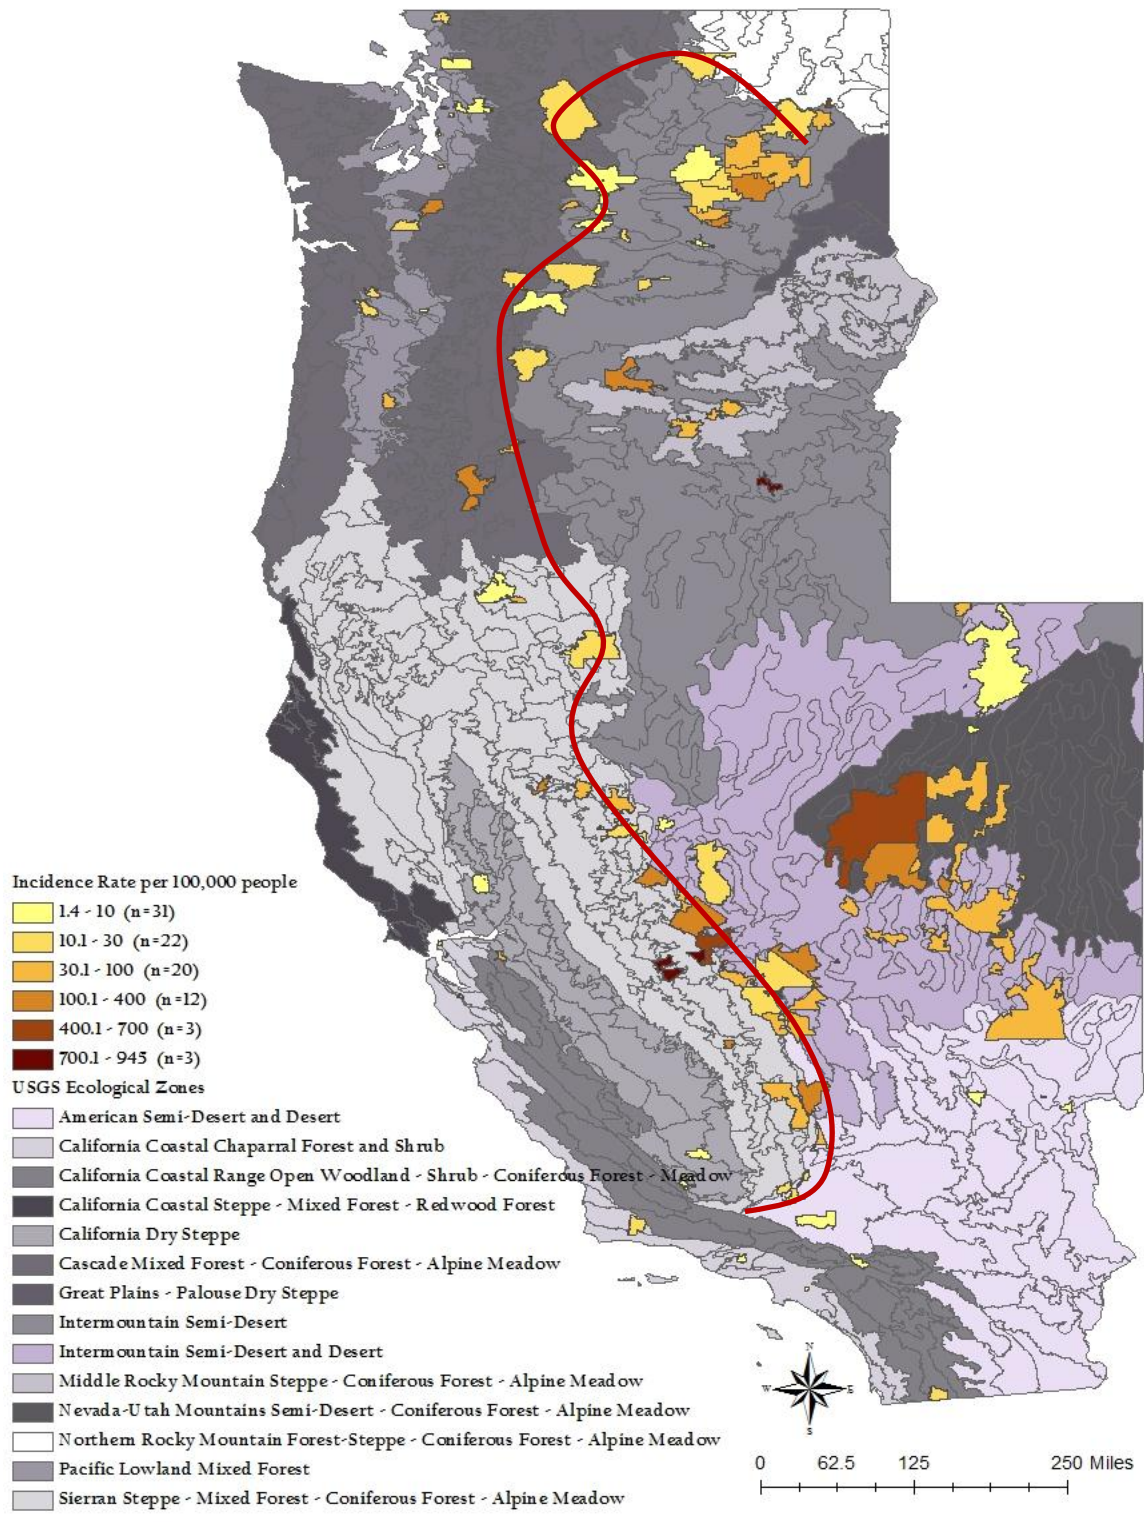 Incidence Rate per 100,000 people
1.4 - 10 (n=31)
10.1 - 30 (n=22)
30.1 - 100 (n=20)
100.1 - 400 (n=12)
400.1 - 700 (n=3)
700.1 - 945 (n=3)
USGS Ecological Zones
American Semi-Desert and Desert
California Coastal Chaparral Forest and Shrub
California Coastal Range Open Woodland - Shrub - Coniferous Forest - Meadow
California Coastal Steppe - Mixed Forest - Redwood Forest
California Dry Steppe
Cascade Mixed Forest - Coniferous Forest - Alpine Meadow
Great Plains - Palouse Dry Steppe
Intermountain Semi-Desert
Intermountain Semi-Desert and Desert
Middle Rocky Mountain Steppe - Coniferous Forest - Alpine Meadow
Nevada-Utah Mountains Semi-Desert - Coniferous Forest - Alpine Meadow
Northern Rocky Mountain Forest-Steppe - Coniferous Forest - Alpine Meadow
Pacific Lowland Mixed Forest
Sierran Steppe - Mixed Forest - Coniferous Forest - Alpine Meadow
N
W E
S
0 62.5 125 250 Miles